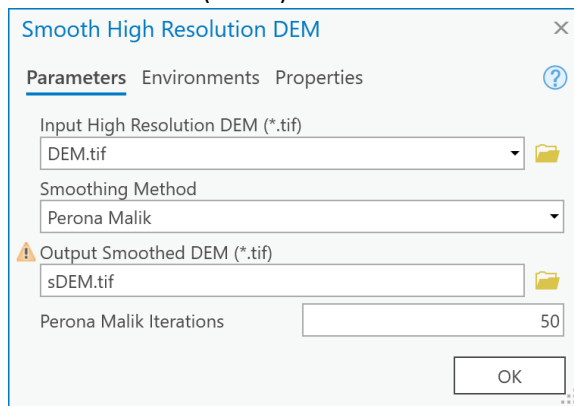 Smooth High Resolution DEM
Parameters Environments Properties
Input High Resolution DEM (*.tif)
DEM.tif
Smoothing Method
Perona Malik
Output Smoothed DEM (*.tif)
sDEM.tif
Perona Malik Iterations 50
OK